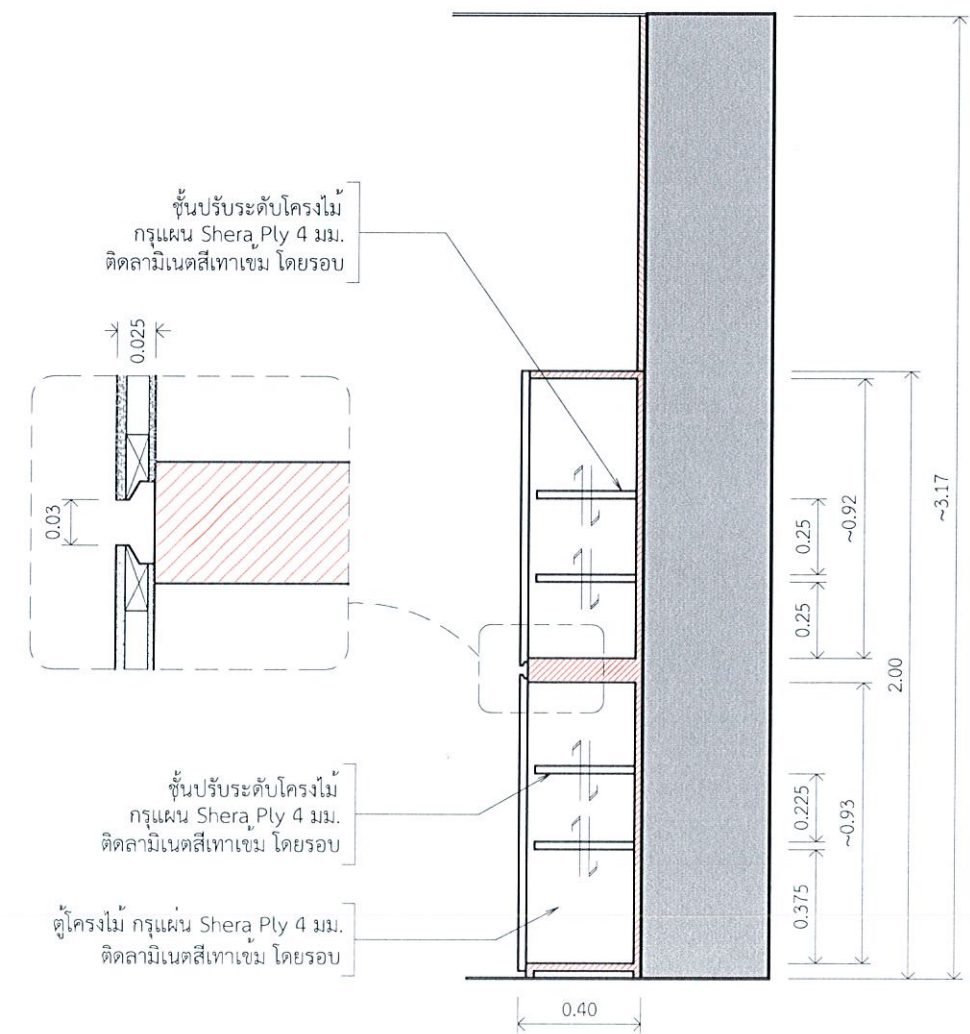 ชั้นปรับระดับโครงไม้
กรุแผ่น Shera Ply 4 มม.
ติดลามิเนตสีเทาเข้ม โดยรอบ
0.025
0.03
~3.17
~0.92
0.25
0.25
2.00
ชั้นปรับระดับโครงไม้
กรุแผ่น Shera Ply 4 มม.
ติดลามิเนตสีเทาเข้ม โดยรอบ
0.225
~0.93
0.375
ตู้โครงไม้ กรุแผ่น Shera Ply 4 มม.
ติดลามิเนตสีเทาเข้ม โดยรอบ
0.40